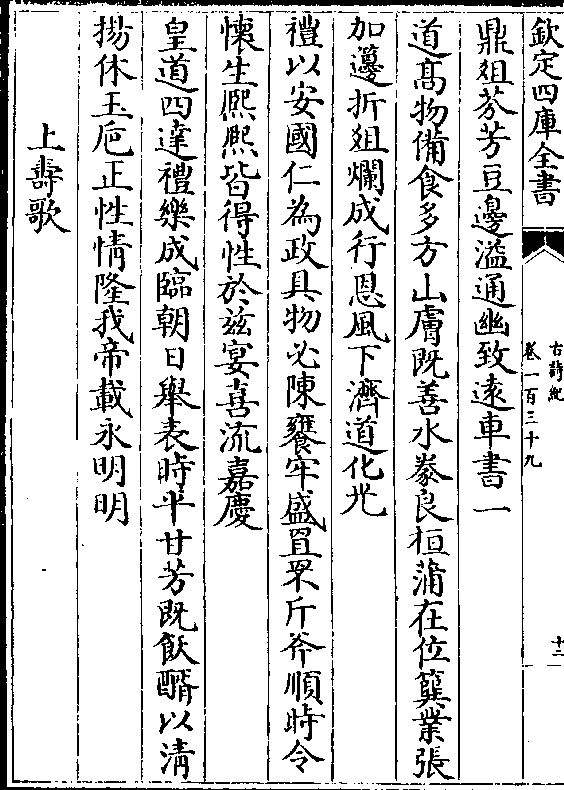 欽定四庫全書
古詩紀
卷一百三十九
十二
鼎俎芬芳豆邊溢通幽致遠車書一
道髙物備食多方山膚既善水豢良桓蒲在位簨業張
加籩折俎爛成行恩風下濟道化光
禮以安國仁為政具物必陳饔牢盛罝罘斤斧順時令
懷生熈熈皆得性於兹宴喜流嘉慶
皇道四達禮樂成臨朝日舉表時平甘芳既飫醑以清
揚休玉巵正性情隆我帝載永明明
上壽歌